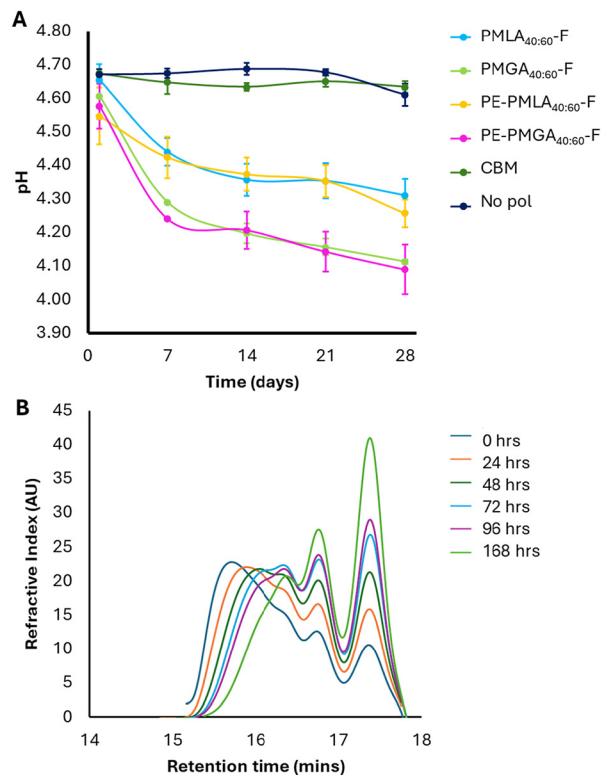 A
4.80
4.70
4.60
4.50
4.40
4.30
4.20
4.10
4.00
3.90
pH
0 7 14 21 28
Time (days)
PMLA40:60-F
PMGA40:60-F
PE-PMLA40:60-F
PE-PMGA40:60-F
CBM
No pol
B
45
40
35
30
25
20
15
10
5
0
Refractive Index (AU)
14 15 16 17 18
Retention time (mins)
0 hrs
24 hrs
48 hrs
72 hrs
96 hrs
168 hrs